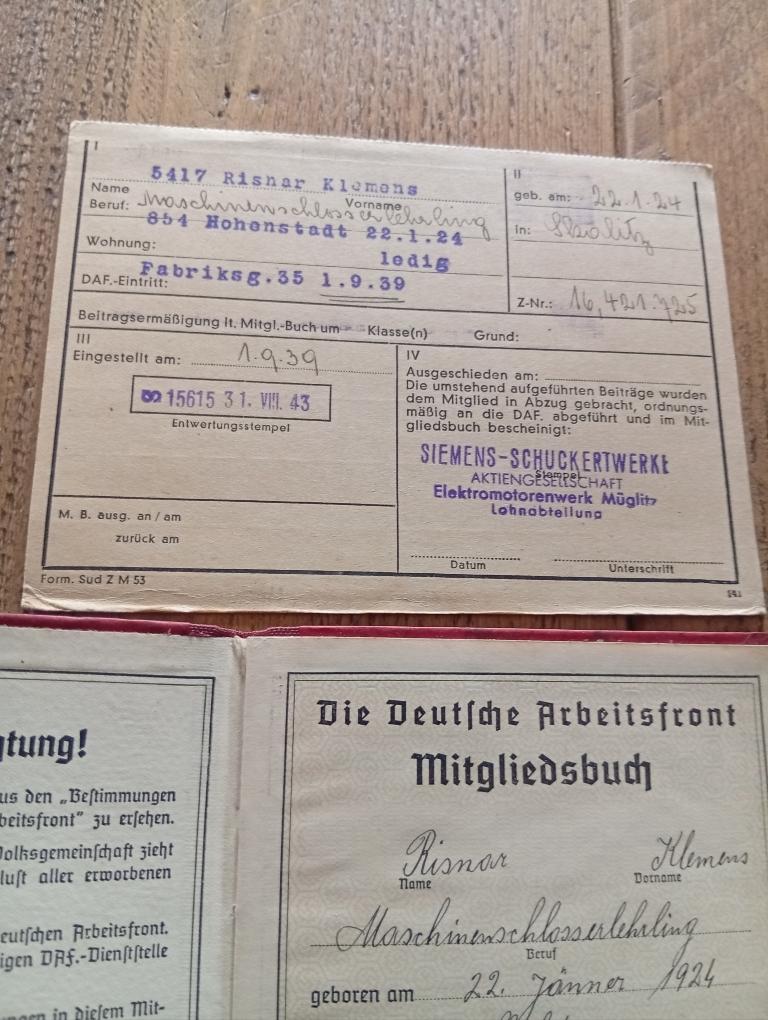 I
5417 Risnar Klemens
Name Vorname
Beruf: Maschinenschlosserlehrling
854 Hohenstadt 22.1.24
Wohnung:
ledig
Fabriksg.35 1.9.39
DAF.-Eintritt:
II
geb. am: 22.1.24
in:
Z-Nr.: 16,421.725
Beitragsermäßigung lt. Mitgl.-Buch um Klasse(n) Grund:
III
Eingestellt am: 1.9.39
15615 31. VIII. 43
Entwertungsstempel
M. B. ausg. an / am
zurück am
IV
Ausgeschieden am:
Die umstehend aufgeführten Beiträge wurden
dem Mitglied in Abzug gebracht, ordnungs-
mäßig an die DAF. abgeführt und im Mit-
gliedsbuch bescheinigt:
SIEMENS-SCHUCKERTWERKE
Stempel
AKTIENGESELLSCHAFT
Elektromotorenwerk Müglitz
Lohnabteilung
Datum Unterschrift
Form. Sud Z M 53
htung!
us den „Bestimmungen
beitsfront" zu ersehen.
Volksgemeinschaft zieht
lust aller erworbenen
eutschen Arbeitsfront.
igen DAF.-Dienststelle
ngen in diesem Mit-
Die Deutsche Arbeitsfront
Mitgliedsbuch
Risnar Klemens
Name Vorname
Maschinenschlosserlehrling
Beruf
geboren am 22. Jänner 1924